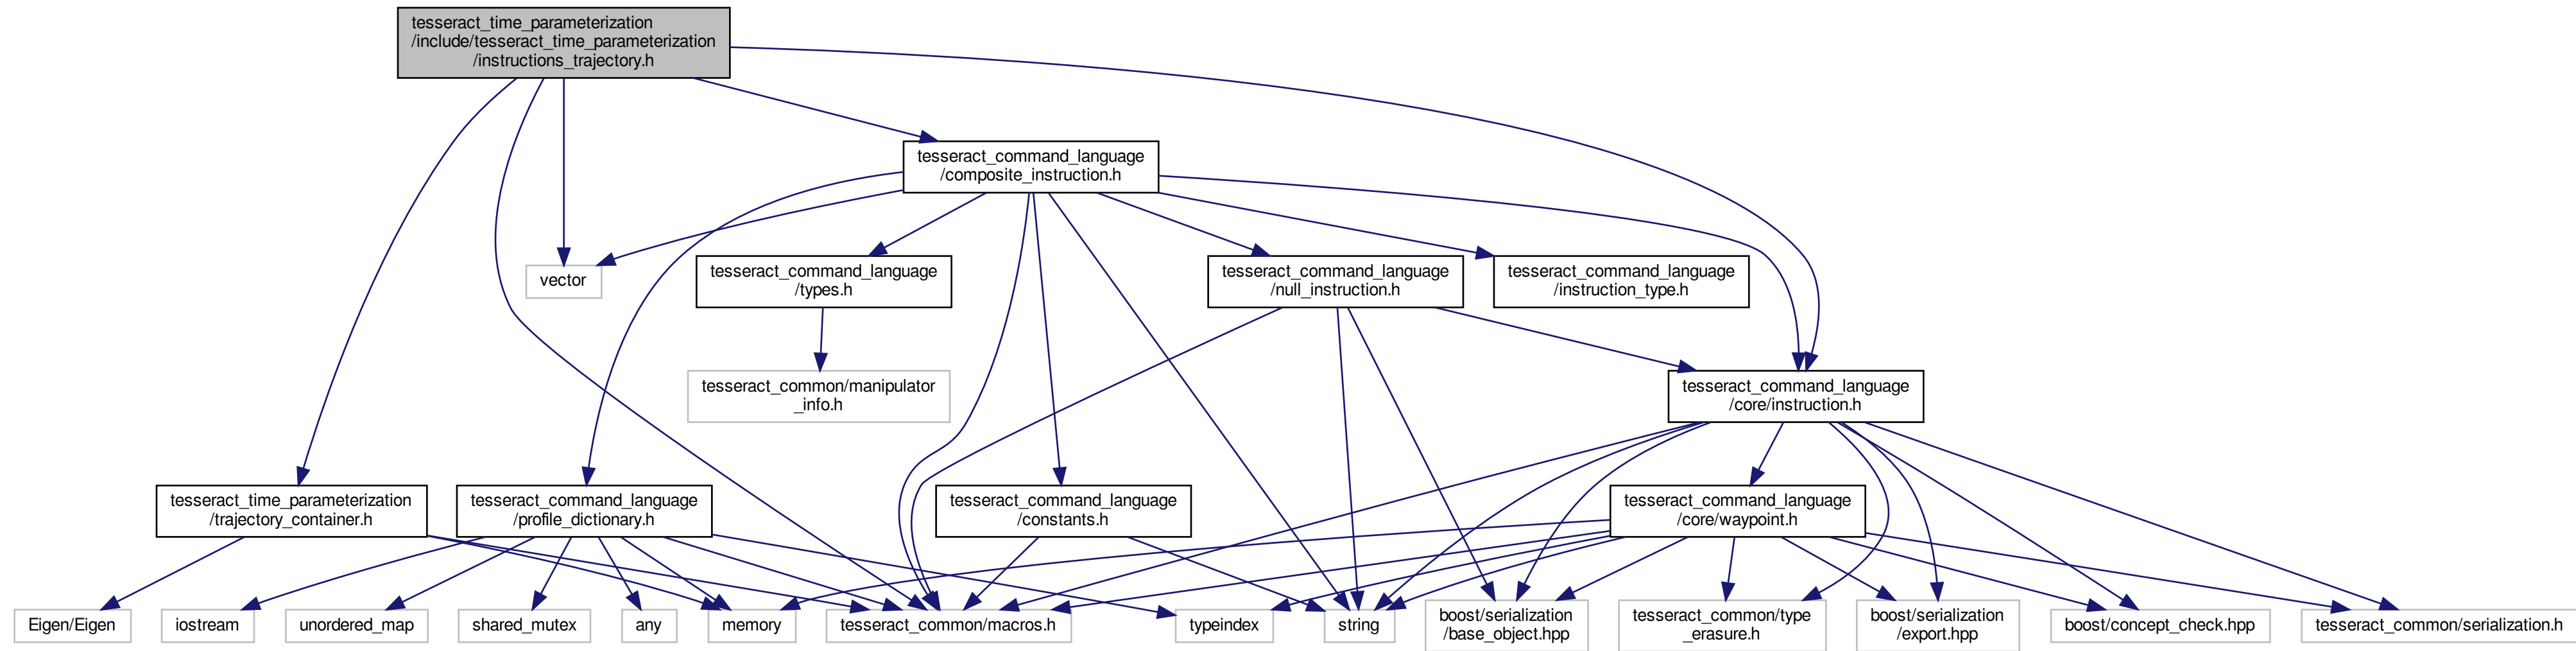 tesseract_time_parameterization
/include/tesseract_time_parameterization
/instructions_trajectory.h
tesseract_command_language
/composite_instruction.h
vector
tesseract_command_language
/types.h
tesseract_command_language
/null_instruction.h
tesseract_command_language
/instruction_type.h
tesseract_common/manipulator
_info.h
tesseract_command_language
/core/instruction.h
tesseract_time_parameterization
/trajectory_container.h
tesseract_command_language
/profile_dictionary.h
tesseract_command_language
/constants.h
tesseract_command_language
/core/waypoint.h
Eigen/Eigen
iostream
unordered_map
shared_mutex
any
memory
tesseract_common/macros.h
typeindex
string
boost/serialization
/base_object.hpp
tesseract_common/type
_erasure.h
boost/serialization
/export.hpp
boost/concept_check.hpp
tesseract_common/serialization.h